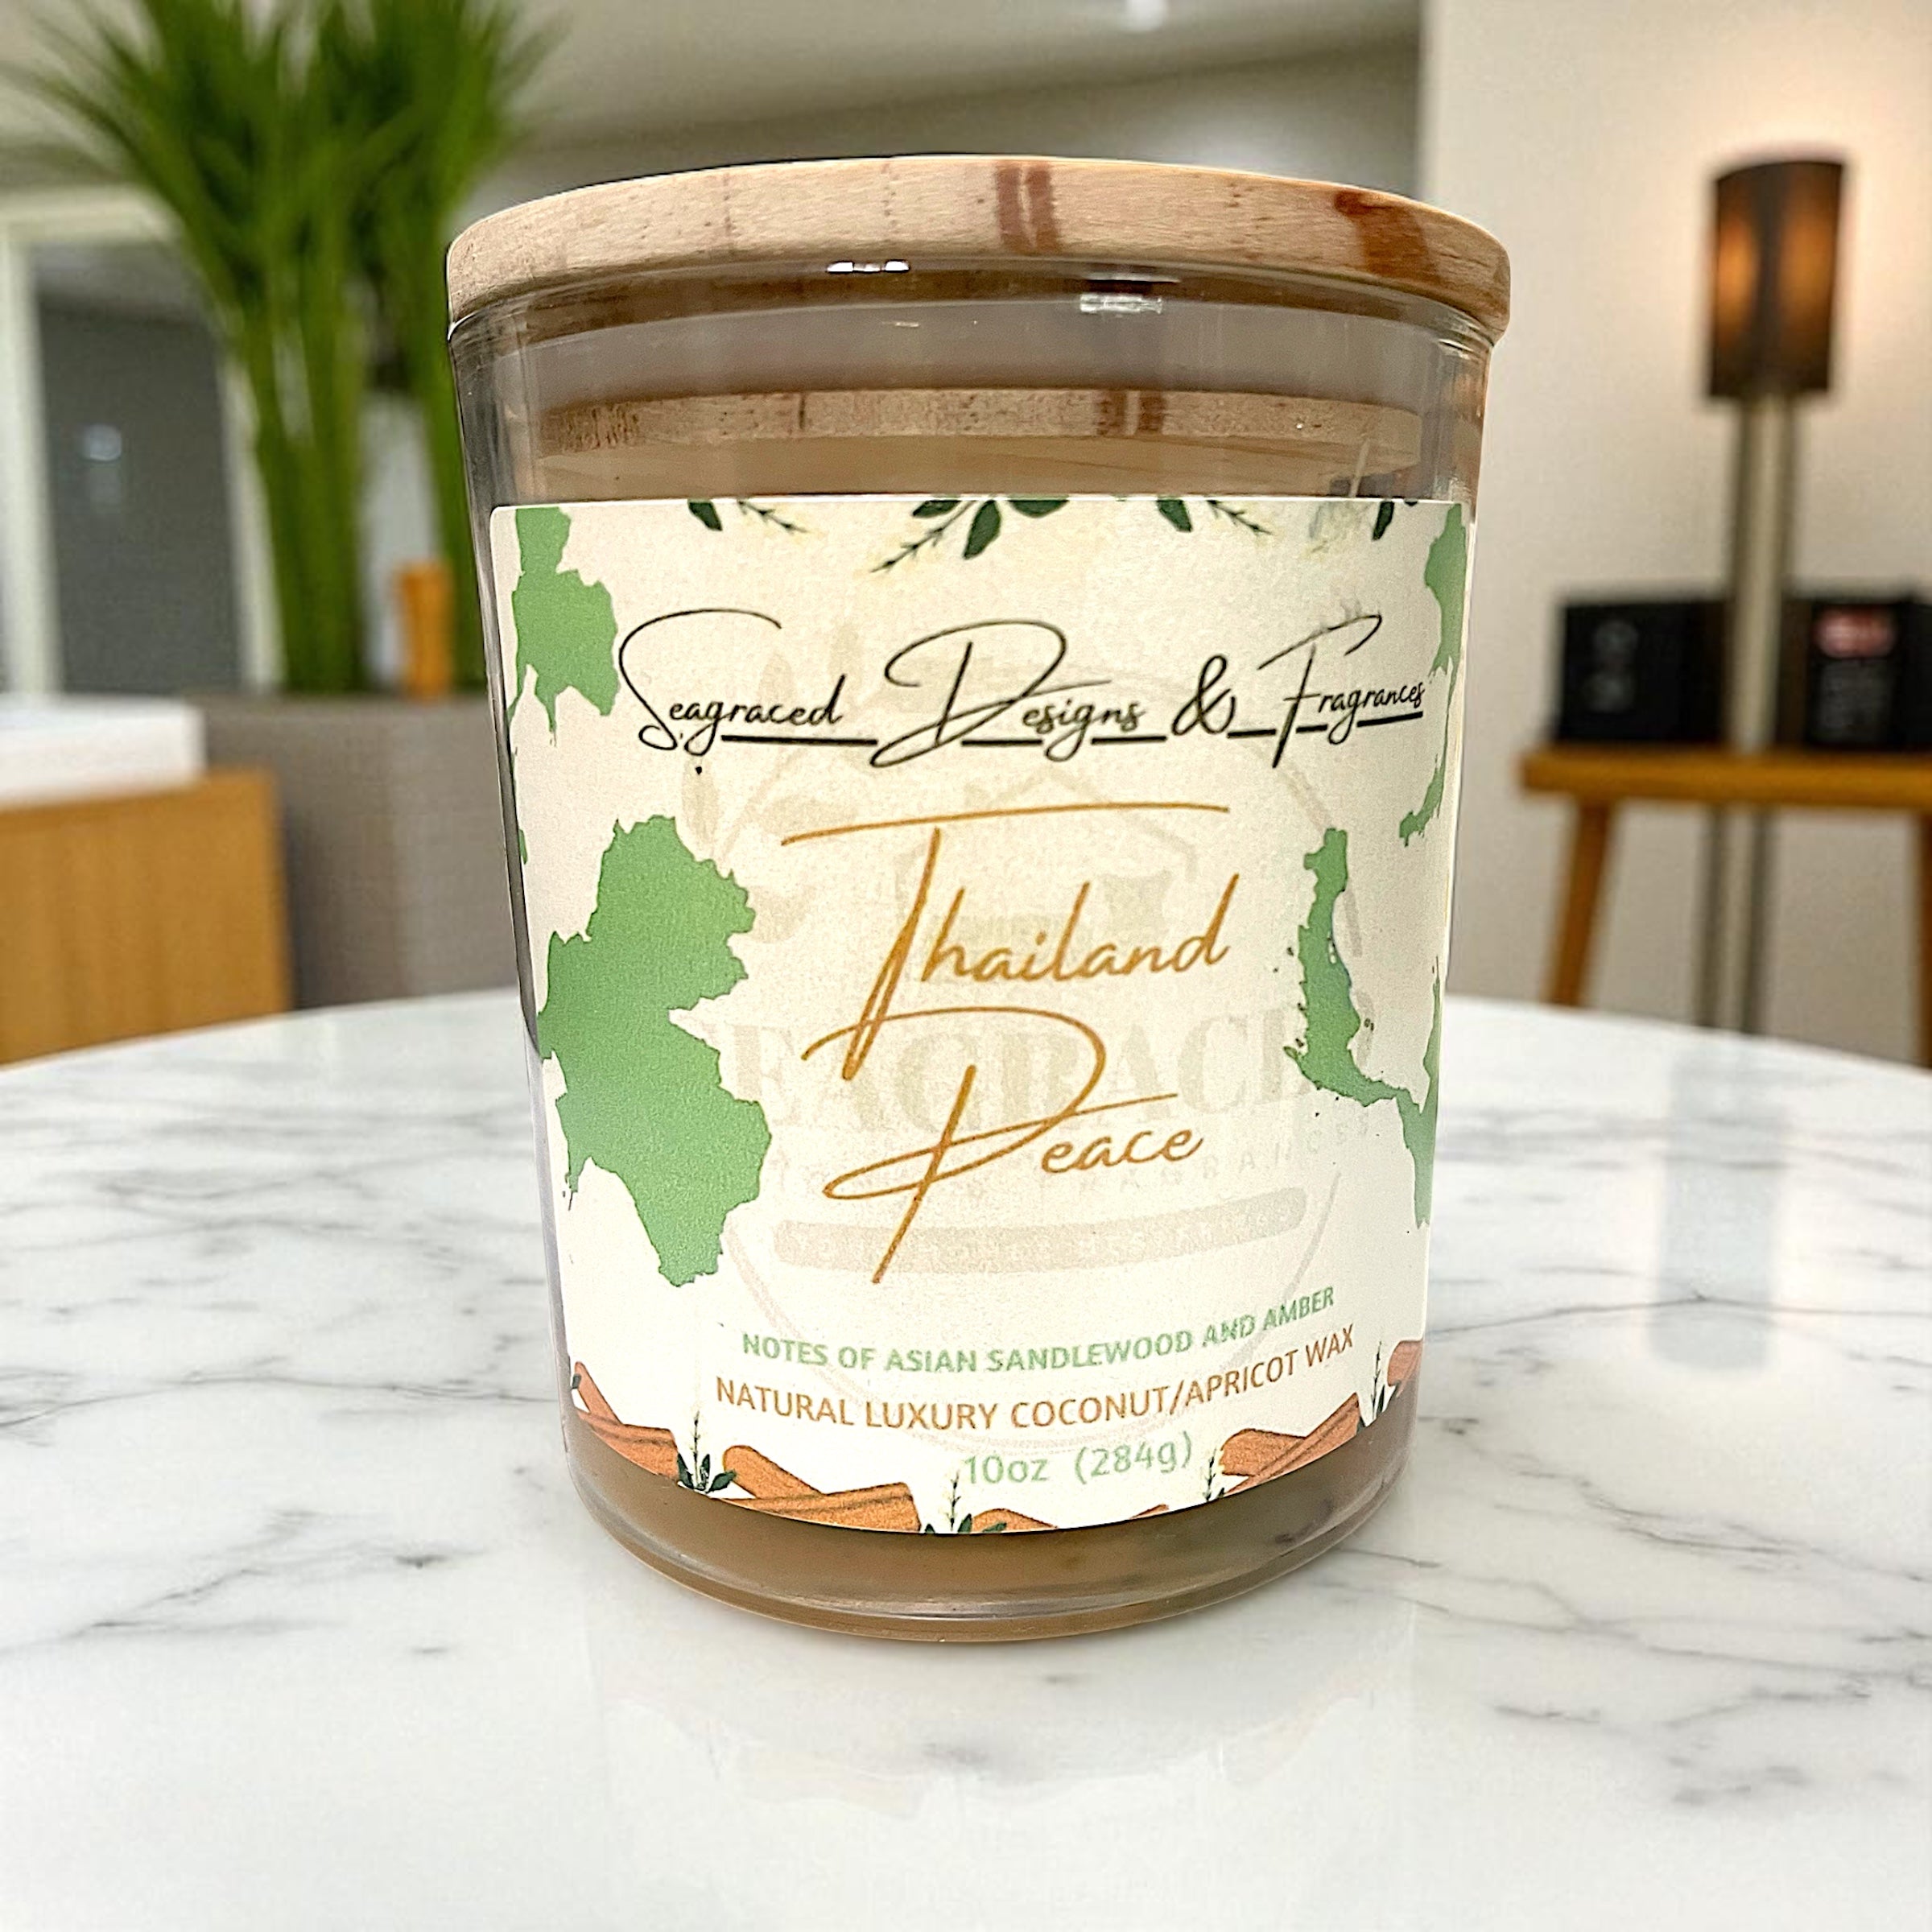 Seagraced Designs & Fragrances
Thailand
Peace
NOTES OF ASIAN SANDLEWOOD AND AMBER
NATURAL LUXURY COCONUT/APRICOT WAX
10oz (284g)